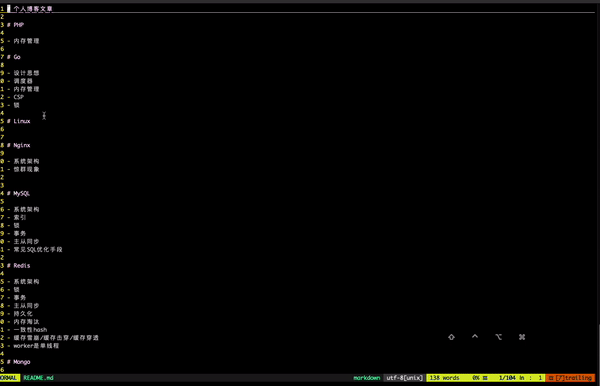 1 # 个人博客文章
2
3 # PHP
4
5 - 内存管理
6
7 # Go
8
9 - 设计思想
0 - 调度器
1 - 内存管理
2 - CSP
3 - 锁
4
5 # Linux
6
7
8 # Nginx
9
0 - 系统架构
1 - 惊群现象
2
3
4 # MySQL
5
6 - 系统架构
7 - 索引
8 - 锁
9 - 事务
0 - 主从同步
1 - 常见SQL优化手段
2
3 # Redis
4
5 - 系统架构
6 - 锁
7 - 事务
8 - 主从同步
9 - 持久化
0 - 内存淘汰
1 - 一致性hash
2 - 缓存雪崩/缓存击穿/缓存穿透
3 - worker是单线程
4
5 # Mongo
6
ORMAL README.md markdown utf-8[unix] 138 words 0% 1/104 ln : 1 [7]trailing